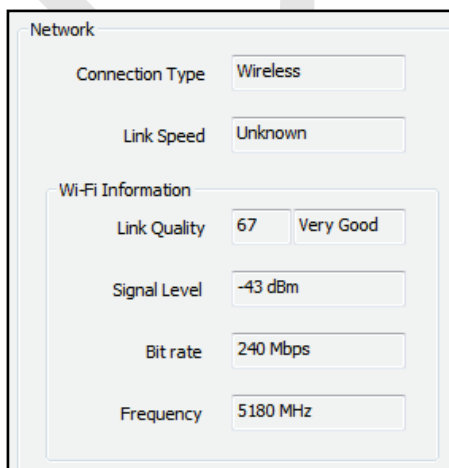 Network
Connection Type Wireless
Link Speed Unknown
Wi-Fi Information
Link Quality 67 Very Good
Signal Level -43 dBm
Bit rate 240 Mbps
Frequency 5180 MHz